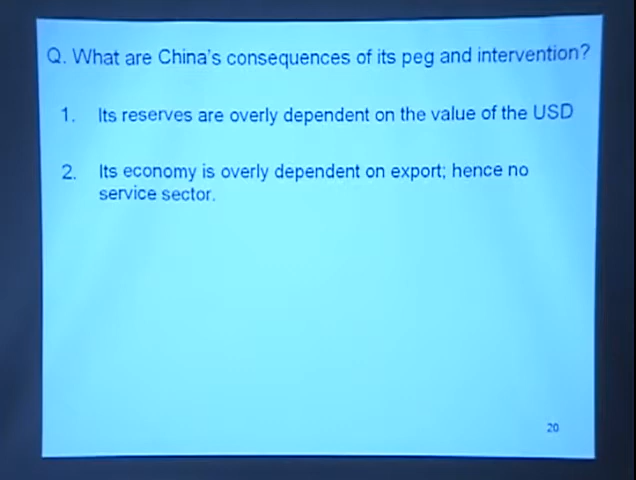 Q. What are China's consequences of its peg and intervention?
1. Its reserves are overly dependent on the value of the USD
2. Its economy is overly dependent on export; hence no
service sector.
20